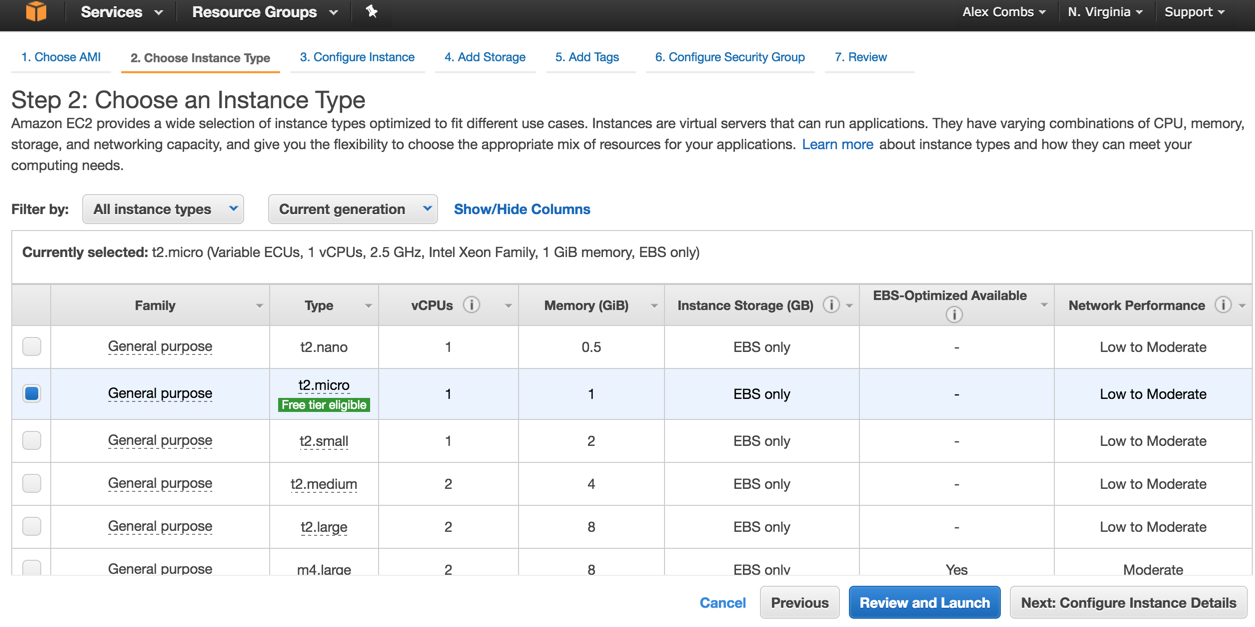 Services Resource Groups Alex Combs N. Virginia Support
1. Choose AMI 2. Choose Instance Type 3. Configure Instance 4. Add Storage 5. Add Tags 6. Configure Security Group 7. Review
Step 2: Choose an Instance Type
Amazon EC2 provides a wide selection of instance types optimized to fit different use cases. Instances are virtual servers that can run applications. They have varying combinations of CPU, memory,
storage, and networking capacity, and give you the flexibility to choose the appropriate mix of resources for your applications. Learn more about instance types and how they can meet your
computing needs.
Filter by: All instance types Current generation Show/Hide Columns
Currently selected: t2.micro (Variable ECUs, 1 vCPUs, 2.5 GHz, Intel Xeon Family, 1 GiB memory, EBS only)
Family Type vCPUs i Memory (GiB) Instance Storage (GB) i EBS-Optimized Available i Network Performance i
General purpose t2.nano 1 0.5 EBS only - Low to Moderate
General purpose t2.micro Free tier eligible 1 1 EBS only - Low to Moderate
General purpose t2.small 1 2 EBS only - Low to Moderate
General purpose t2.medium 2 4 EBS only - Low to Moderate
General purpose t2.large 2 8 EBS only - Low to Moderate
General purpose m4.large 2 8 EBS only Yes Moderate
Cancel Previous Review and Launch Next: Configure Instance Details